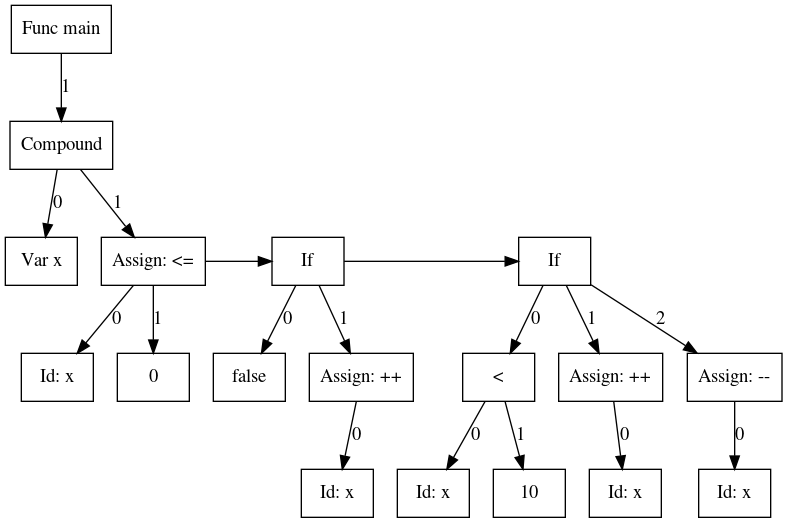 Func main
1
Compound
0
1
Var x
Assign: <=
If
If
0
1
0
1
0
1
2
Id: x
0
false
Assign: ++
<
Assign: ++
Assign: --
0
0
1
0
0
Id: x
Id: x
10
Id: x
Id: x